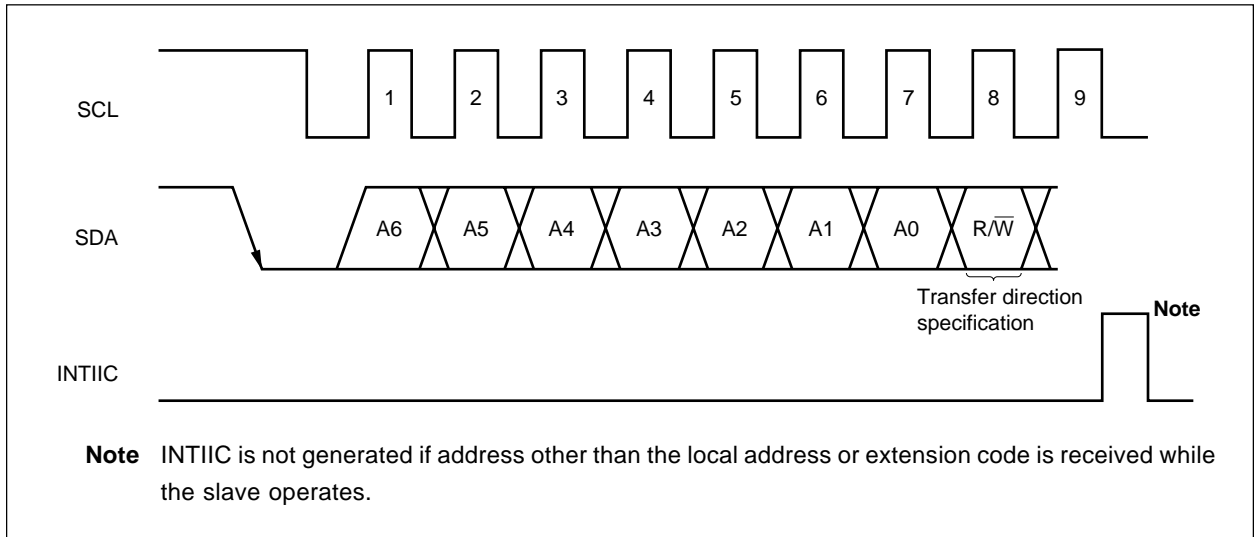 SCL
1 2 3 4 5 6 7 8 9
SDA
A6 A5 A4 A3 A2 A1 A0 R/W̅
Transfer direction
specification
Note
INTIIC
Note INTIIC is not generated if address other than the local address or extension code is received while
the slave operates.